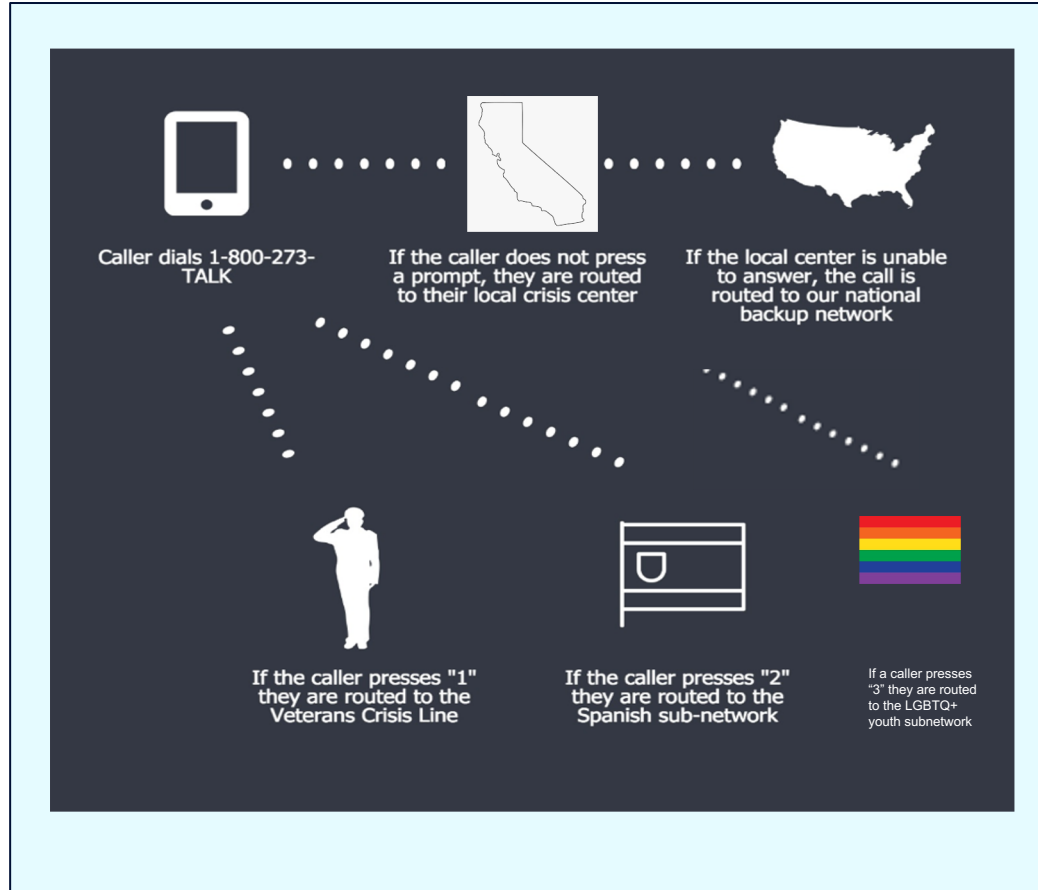 Caller dials 1-800-273-
TALK
If the caller does not press
a prompt, they are routed
to their local crisis center
If the local center is unable
to answer, the call is
routed to our national
backup network
If the caller presses "1"
they are routed to the
Veterans Crisis Line
If the caller presses "2"
they are routed to the
Spanish sub-network
If a caller presses
“3” they are routed
to the LGBTQ+
youth subnetwork